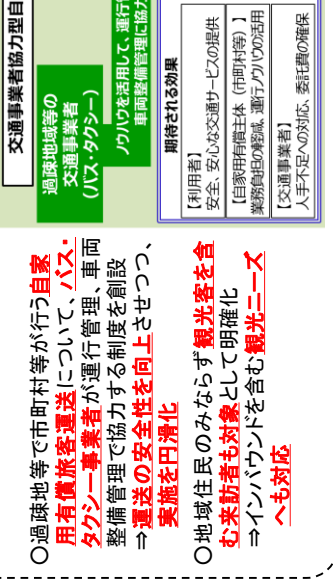 ○過疎地等で市町村等が行う自家
用有償旅客運送について、バス・
タクシー事業者が運行管理、車両
整備管理で協力する制度を創設
⇒運送の安全性を向上させつつ、
実施を円滑化
○地域住民のみならず観光客を含
む来訪者も対象として明確化
⇒インバウンドを含む観光ニーズ
へも対応
交通事業者協力型自
過疎地域等の
交通事業者
(バス・タクシー)
ノウハウを活用して、運行
車両整備管理に協力
期待される効果
【利用者】
安全、安心な交通サービスの提供
【自家用有償主体(市町村等)】
業務負担の軽減、運行ノウハウの活用
【交通事業者】
人手不足への対応、委託費の確保